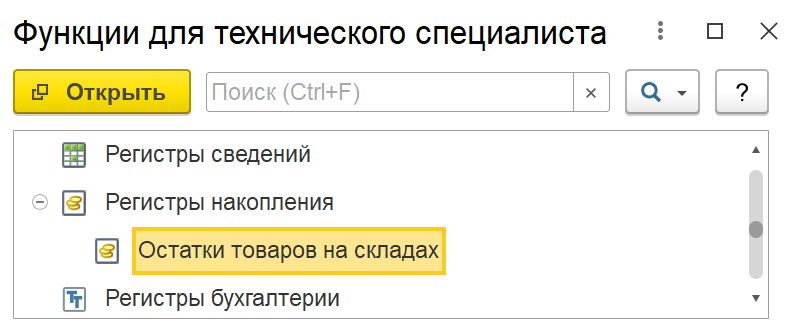 Функции для технического специалиста
Открыть
Поиск (Ctrl+F)
×
?
Регистры сведений
Регистры накопления
Остатки товаров на складах
Регистры бухгалтерии